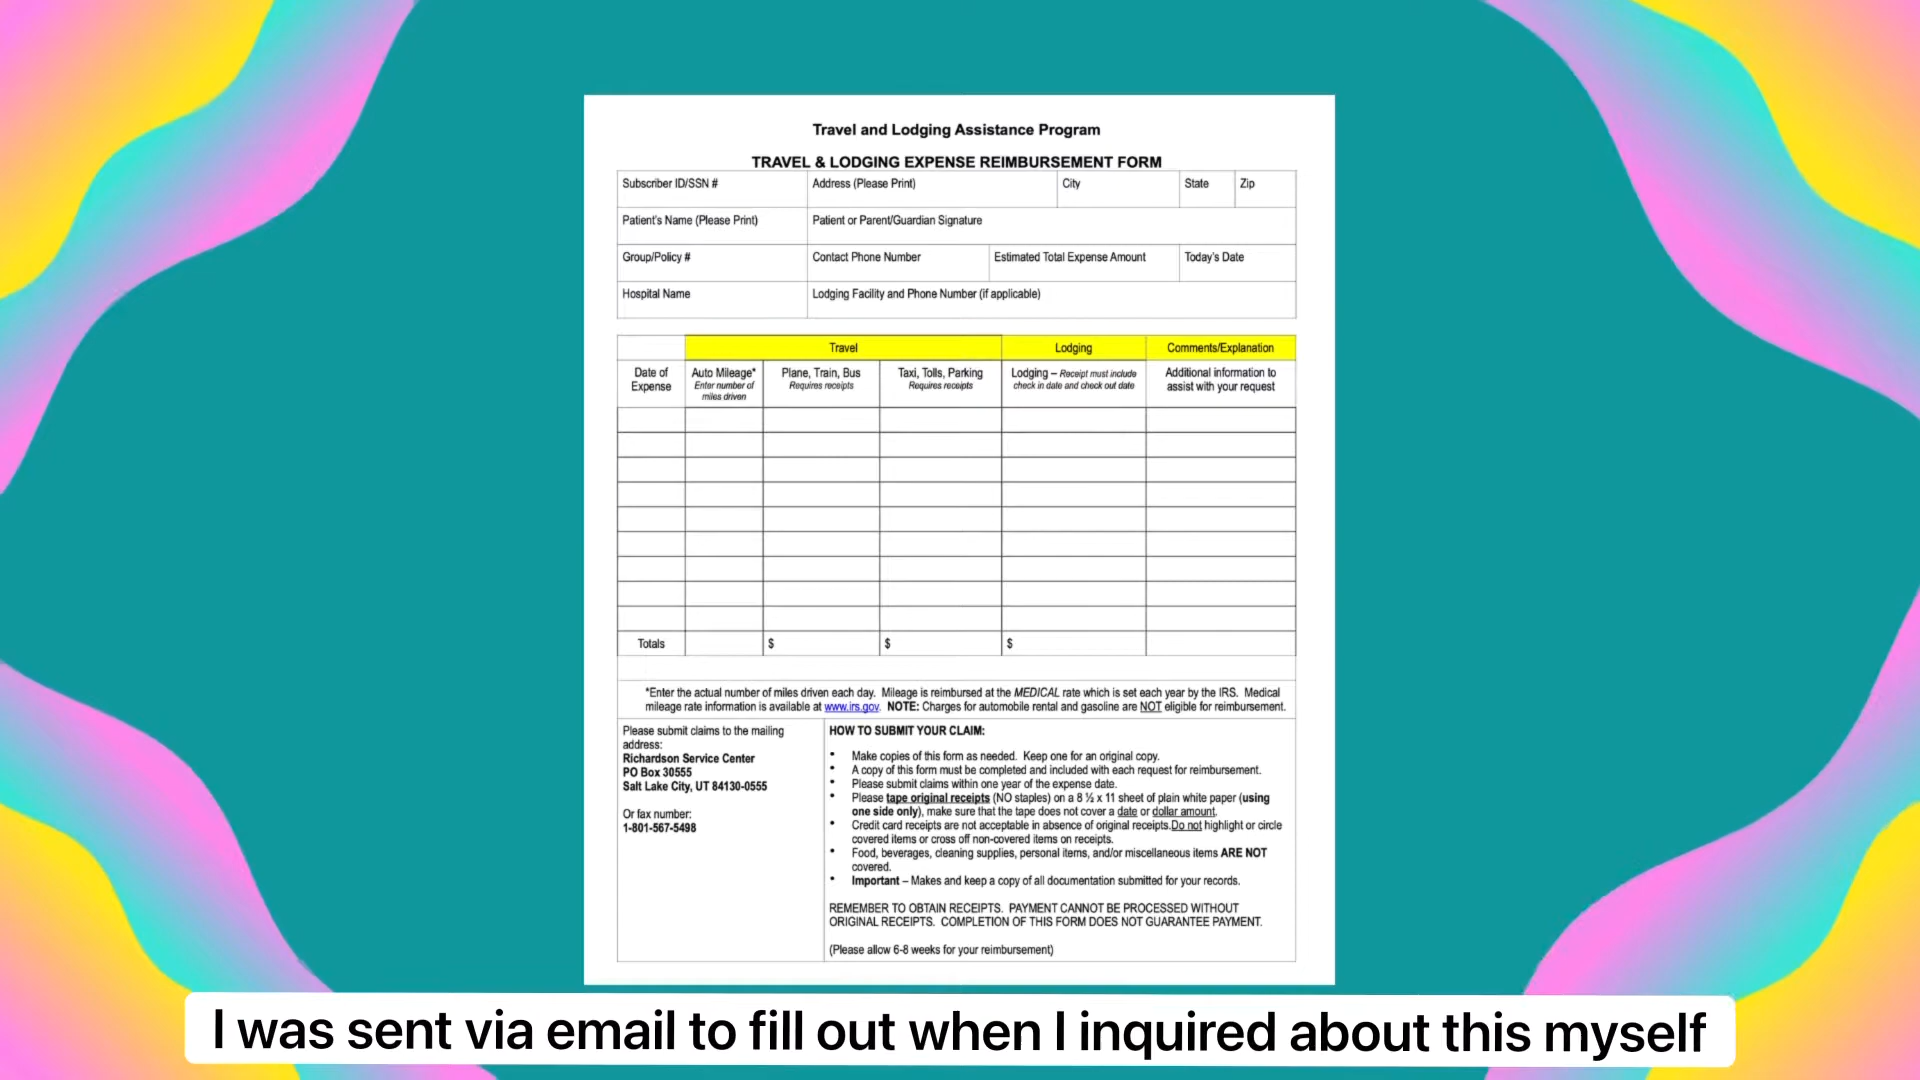 Travel and Lodging Assistance Program
TRAVEL & LODGING EXPENSE REIMBURSEMENT FORM
Subscriber ID/SSN #
Address (Please Print)
City
State
Zip
Patient's Name (Please Print)
Patient or Parent/Guardian Signature
Group/Policy #
Contact Phone Number
Estimated Total Expense Amount
Today's Date
Hospital Name
Lodging Facility and Phone Number (if applicable)
Travel
Lodging
Comments/Explanation
Date of
Expense
Auto Mileage*
Enter number of
miles driven
Plane, Train, Bus
Requires receipts
Taxi, Tolls, Parking
Requires receipts
Lodging – Receipt must include
check in date and check out date
Additional information to
assist with your request
Totals
$
$
$
*Enter the actual number of miles driven each day. Mileage is reimbursed at the MEDICAL rate which is set each year by the IRS. Medical
mileage rate information is available at www.irs.gov. NOTE: Charges for automobile rental and gasoline are NOT eligible for reimbursement.
Please submit claims to the mailing
address:
Richardson Service Center
PO Box 30555
Salt Lake City, UT 84130-0555
Or fax number:
1-801-567-5498
HOW TO SUBMIT YOUR CLAIM:
• Make copies of this form as needed. Keep one for an original copy.
• A copy of this form must be completed and included with each request for reimbursement.
• Please submit claims within one year of the expense date.
• Please tape original receipts (NO staples) on a 8 ½ x 11 sheet of plain white paper (using
one side only), make sure that the tape does not cover a date or dollar amount.
• Credit card receipts are not acceptable in absence of original receipts.Do not highlight or circle
covered items or cross off non-covered items on receipts.
• Food, beverages, cleaning supplies, personal items, and/or miscellaneous items ARE NOT
covered.
• Important – Makes and keep a copy of all documentation submitted for your records.
REMEMBER TO OBTAIN RECEIPTS. PAYMENT CANNOT BE PROCESSED WITHOUT
ORIGINAL RECEIPTS. COMPLETION OF THIS FORM DOES NOT GUARANTEE PAYMENT.
(Please allow 6-8 weeks for your reimbursement)
I was sent via email to fill out when I inquired about this myself